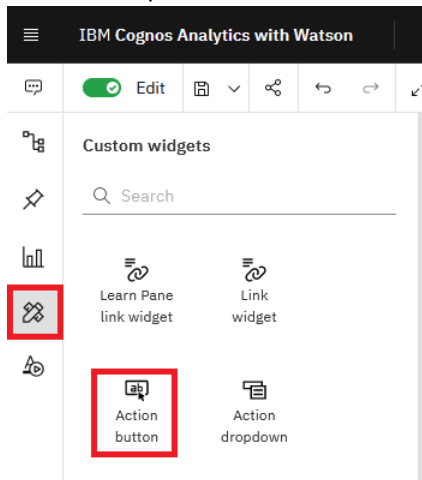 IBM Cognos Analytics with Watson
Edit
Custom widgets
Search
Learn Pane
link widget
Link
widget
ab
Action
button
Action
dropdown